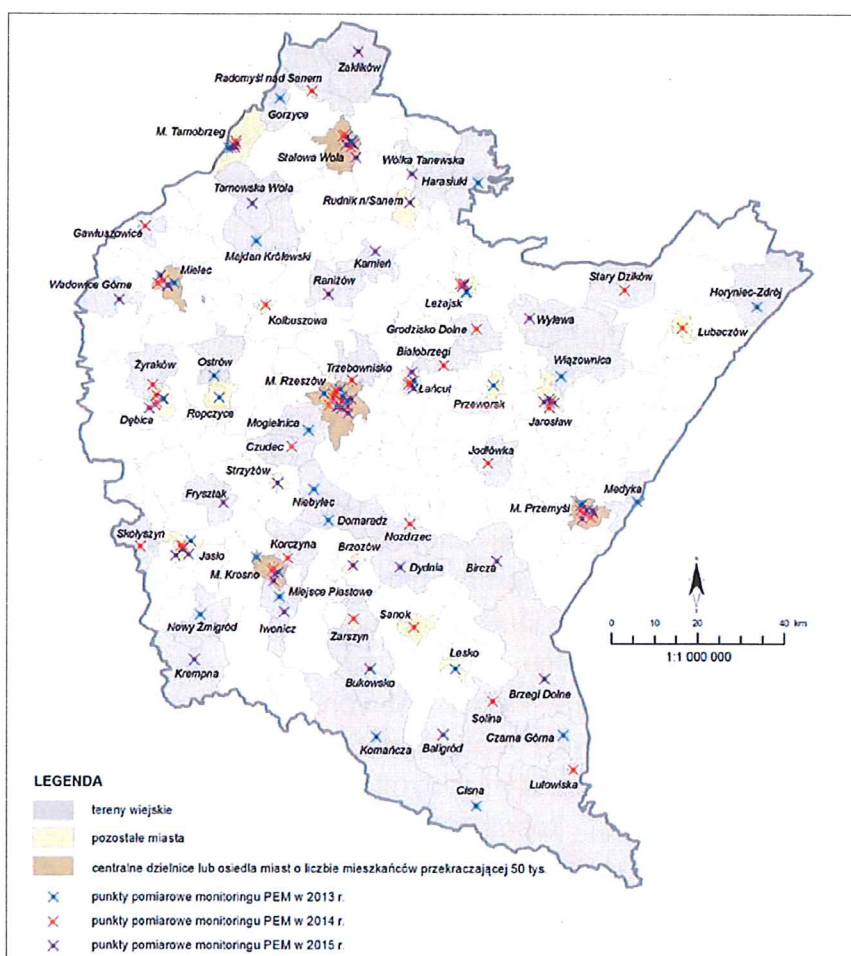 Zaklików
Radomyśl nad Sanem
Gorzyce
M. Tarnobrzeg
Stalowa Wola
Wólka Tanewska
Harasiuki
Tarnowska Wola
Rudnik n/Sanem
Gawłuszowice
Majdan Królewski
Kamień
Mielec
Stary Dzików
Wadowice Górne
Raniżów
Leżajsk
Horyniec-Zdrój
Kolbuszowa
Wylewa
Grodzisko Dolne
Lubaczów
Białobrzegi
Żyraków
Ostrów
Trzebownisko
Wiązownica
M. Rzeszów
Łańcut
Dębica
Ropczyce
Przeworsk
Mogielnica
Jarosław
Czudec
Jodłówka
Strzyżów
Frysztak
Niebylec
Medyka
M. Przemyśl
Domaradz
Nozdrzec
Skołyszyn
Korczyna
Brzozów
Jasło
Dydnia
Bircza
M. Krosno
Miejsce Piastowe
Nowy Żmigród
Iwonicz
Zarszyn
Sanok
Lesko
Krempna
Bukowsko
Brzegi Dolne
Solina
Komańcza
Baligród
Czarna Górna
Lutowiska
Cisna
0 10 20 40 km
1:1 000 000
LEGENDA
tereny wiejskie
pozostałe miasta
centralne dzielnice lub osiedla miast o liczbie mieszkańców przekraczającej 50 tys.
punkty pomiarowe monitoringu PEM w 2013 r.
punkty pomiarowe monitoringu PEM w 2014 r.
punkty pomiarowe monitoringu PEM w 2015 r.